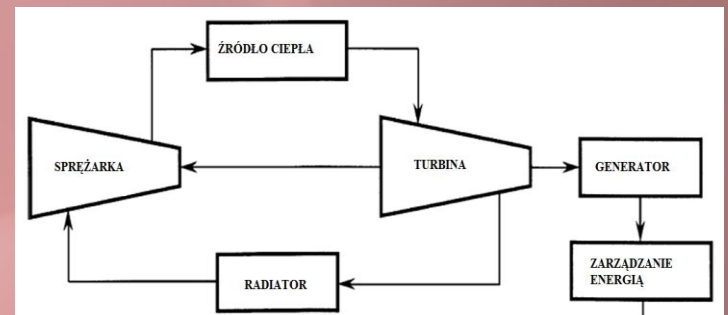 ŹRÓDŁO CIEPŁA
SPRĘŻARKA
TURBINA
GENERATOR
ZARZĄDZANIE
ENERGIĄ
RADIATOR